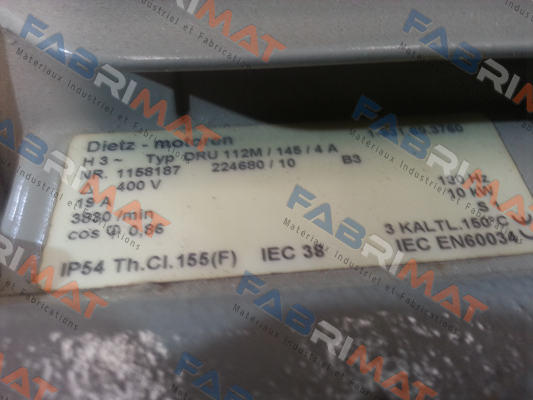 Dietz - motoren
H 3 ~ Typ DRU 112M / 145 / 4 A
NR. 1158187 224680 / 10 B3
Δ 400 V 130 Hz
19 A 10 kW
/min S 1
cos φ 0,86 3 KALTL.150°C
IP54 Th.Cl.155(F) IEC 38 IEC EN60034
FABRIMAT
Materiaux Industriel et Fabrications